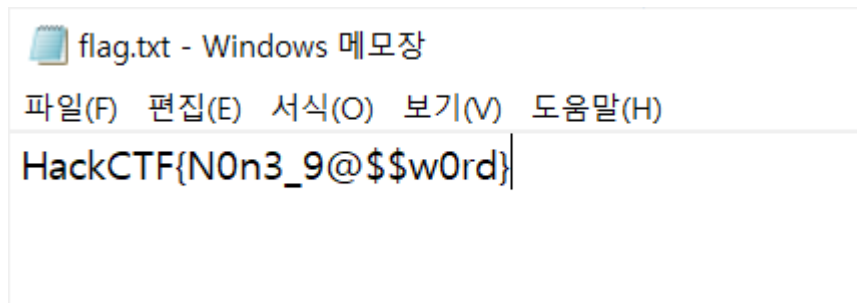 flag.txt - Windows 메모장
파일(F) 편집(E) 서식(O) 보기(V) 도움말(H)
HackCTF{N0n3_9@$$w0rd}